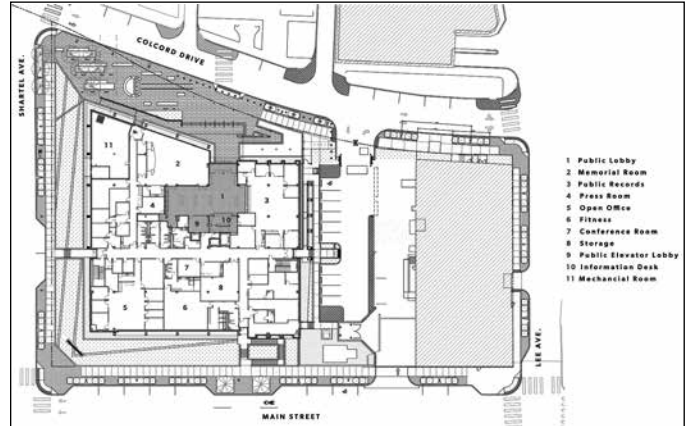 COLCORD DRIVE
SHARTEL AVE.
11
2
1
3
4
9
10
7
8
5
6
1 Public Lobby
2 Memorial Room
3 Public Records
4 Press Room
5 Open Office
6 Fitness
7 Conference Room
8 Storage
9 Public Elevator Lobby
10 Information Desk
11 Mechancial Room
LEE AVE.
MAIN STREET